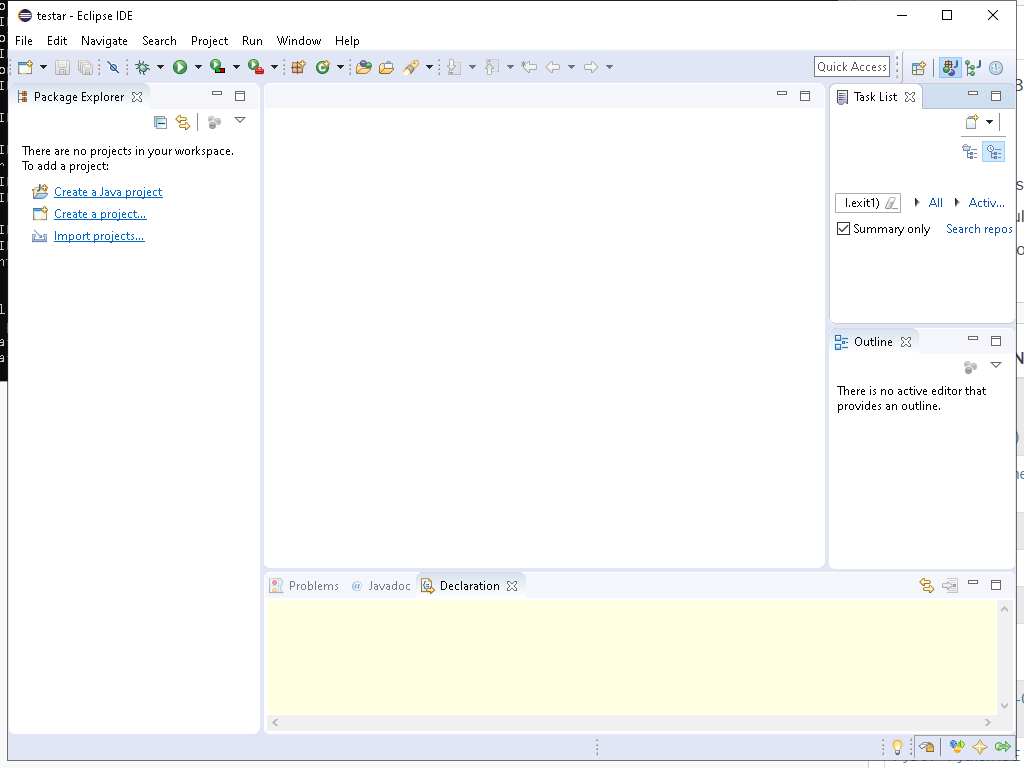 testar - Eclipse IDE
File Edit Navigate Search Project Run Window Help
Quick Access
Package Explorer
There are no projects in your workspace.
To add a project:
Create a Java project
Create a project...
Import projects...
Task List
l.exit1) All Activ...
Summary only Search repos
Outline
There is no active editor that
provides an outline.
Problems @ Javadoc Declaration